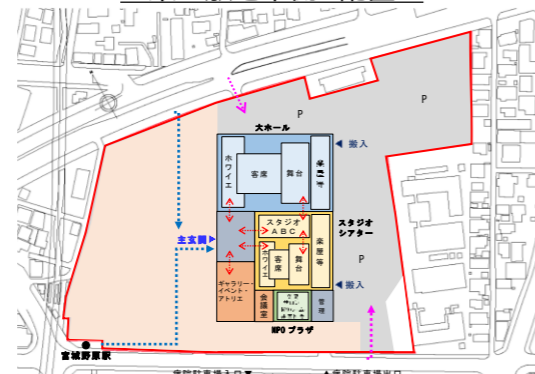 P
P
大ホール
ホワイエ
客席
舞台
楽屋等
◀搬入
スタジオ
ABC
スタジオ
シアター
主玄関▶
ホワイエ
客席
舞台
楽屋等
P
ギャラリー・
イベント・
アトリエ
会議室
管理
◀搬入
NPOプラザ
宮城野原駅